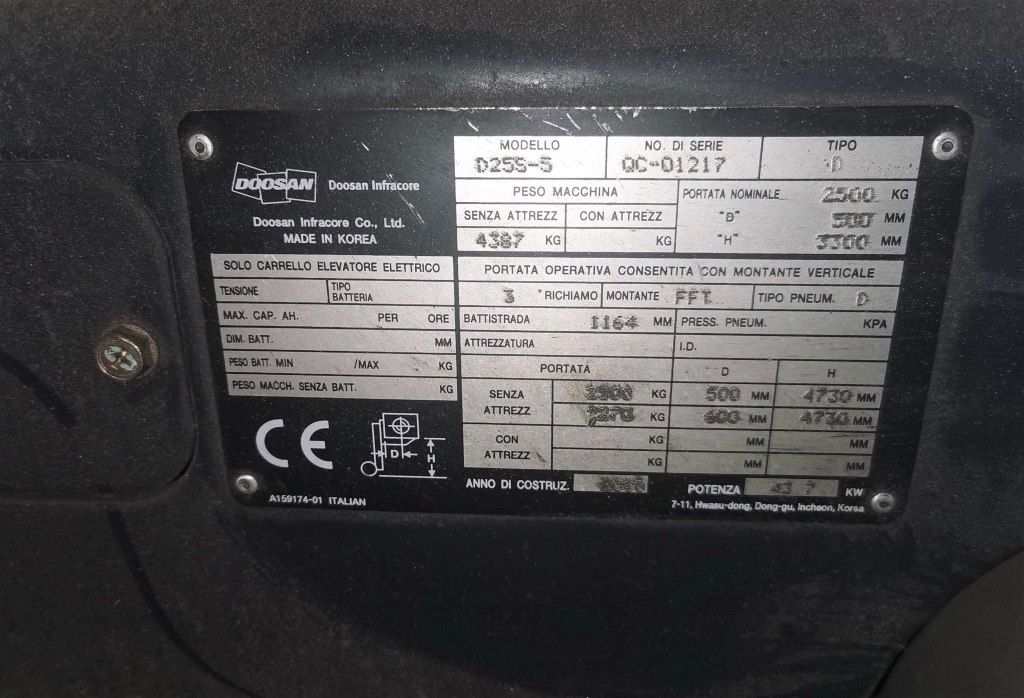 MODELLO NO. DI SERIE TIPO
D25S-5 QC-01217 D
DOOSAN Doosan Infracore
Doosan Infracore Co., Ltd.
MADE IN KOREA
PESO MACCHINA
SENZA ATTREZZ CON ATTREZZ
4387 KG KG
PORTATA NOMINALE 2500 KG
"D" 500 MM
"H" 3300 MM
SOLO CARRELLO ELEVATORE ELETTRICO
TENSIONE TIPO BATTERIA
MAX. CAP. AH. PER ORE
DIM. BATT. MM
PESO BATT. MIN /MAX KG
PESO MACCH. SENZA BATT. KG
PORTATA OPERATIVA CONSENTITA CON MONTANTE VERTICALE
3 °RICHIAMO MONTANTE FFT TIPO PNEUM. D
BATTISTRADA 1164 MM PRESS. PNEUM. KPA
ATTREZZATURA I.D.
PORTATA D H
SENZA ATTREZZ
KG 500 MM 4730 MM
KG 600 MM 4730 MM
CON ATTREZZ
KG MM MM
KG MM MM
CE
D
H
ANNO DI COSTRUZ. POTENZA 43.7 KW
A159174-01 ITALIAN
7-11, Hwasu-dong, Dong-gu, Incheon, Korea